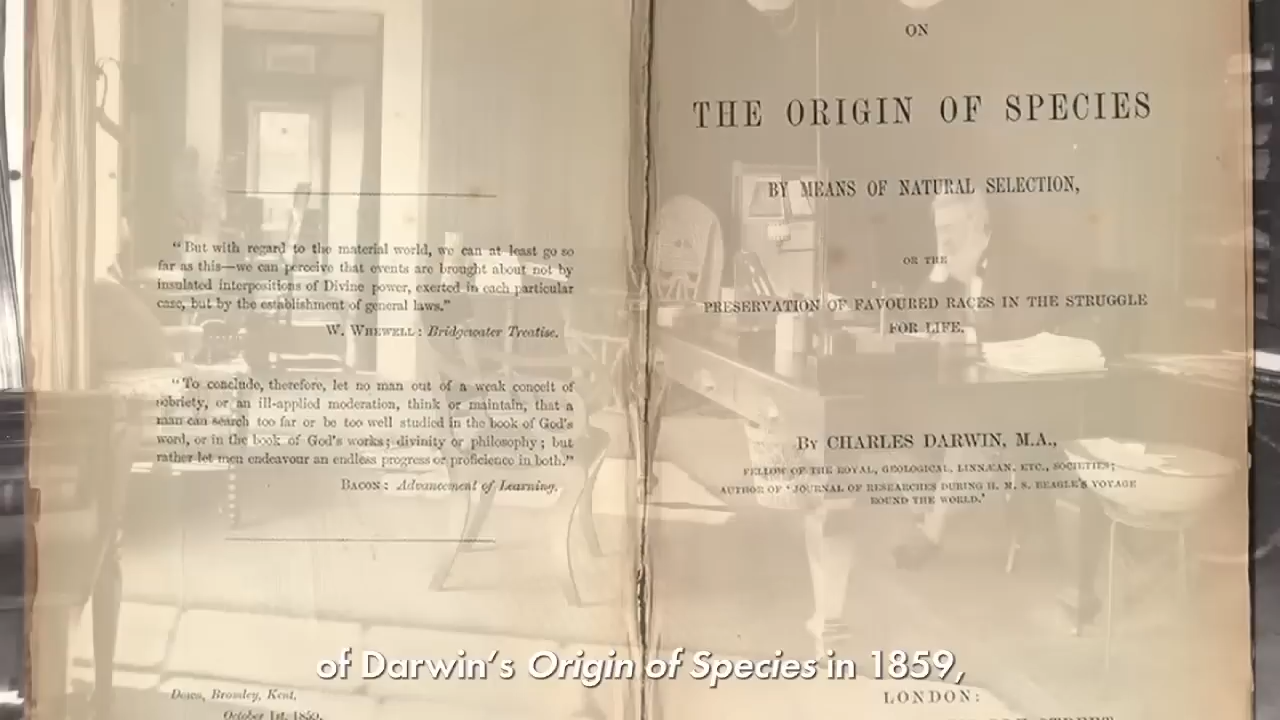 "But with regard to the material world, we can at least go so
far as this—we can perceive that events are brought about not by
insulated interpositions of Divine power, exerted in each particular
case, but by the establishment of general laws."
W. WHEWELL: Bridgewater Treatise.
"To conclude, therefore, let no man out of a weak conceit of
sobriety, or an ill-applied moderation, think or maintain, that a
man can search too far or be too well studied in the book of God's
word, or in the book of God's works; divinity or philosophy; but
rather let men endeavour an endless progress or proficience in both."
BACON: Advancement of Learning.
Down, Bromley, Kent,
October 1st, 1859.
ON
THE ORIGIN OF SPECIES
BY MEANS OF NATURAL SELECTION,
OR THE
PRESERVATION OF FAVOURED RACES IN THE STRUGGLE
FOR LIFE.
BY CHARLES DARWIN, M.A.,
FELLOW OF THE ROYAL, GEOLOGICAL, LINNÆAN, ETC., SOCIETIES;
AUTHOR OF 'JOURNAL OF RESEARCHES DURING H. M. S. BEAGLE'S VOYAGE
ROUND THE WORLD.'
LONDON:
of Darwin's Origin of Species in 1859,